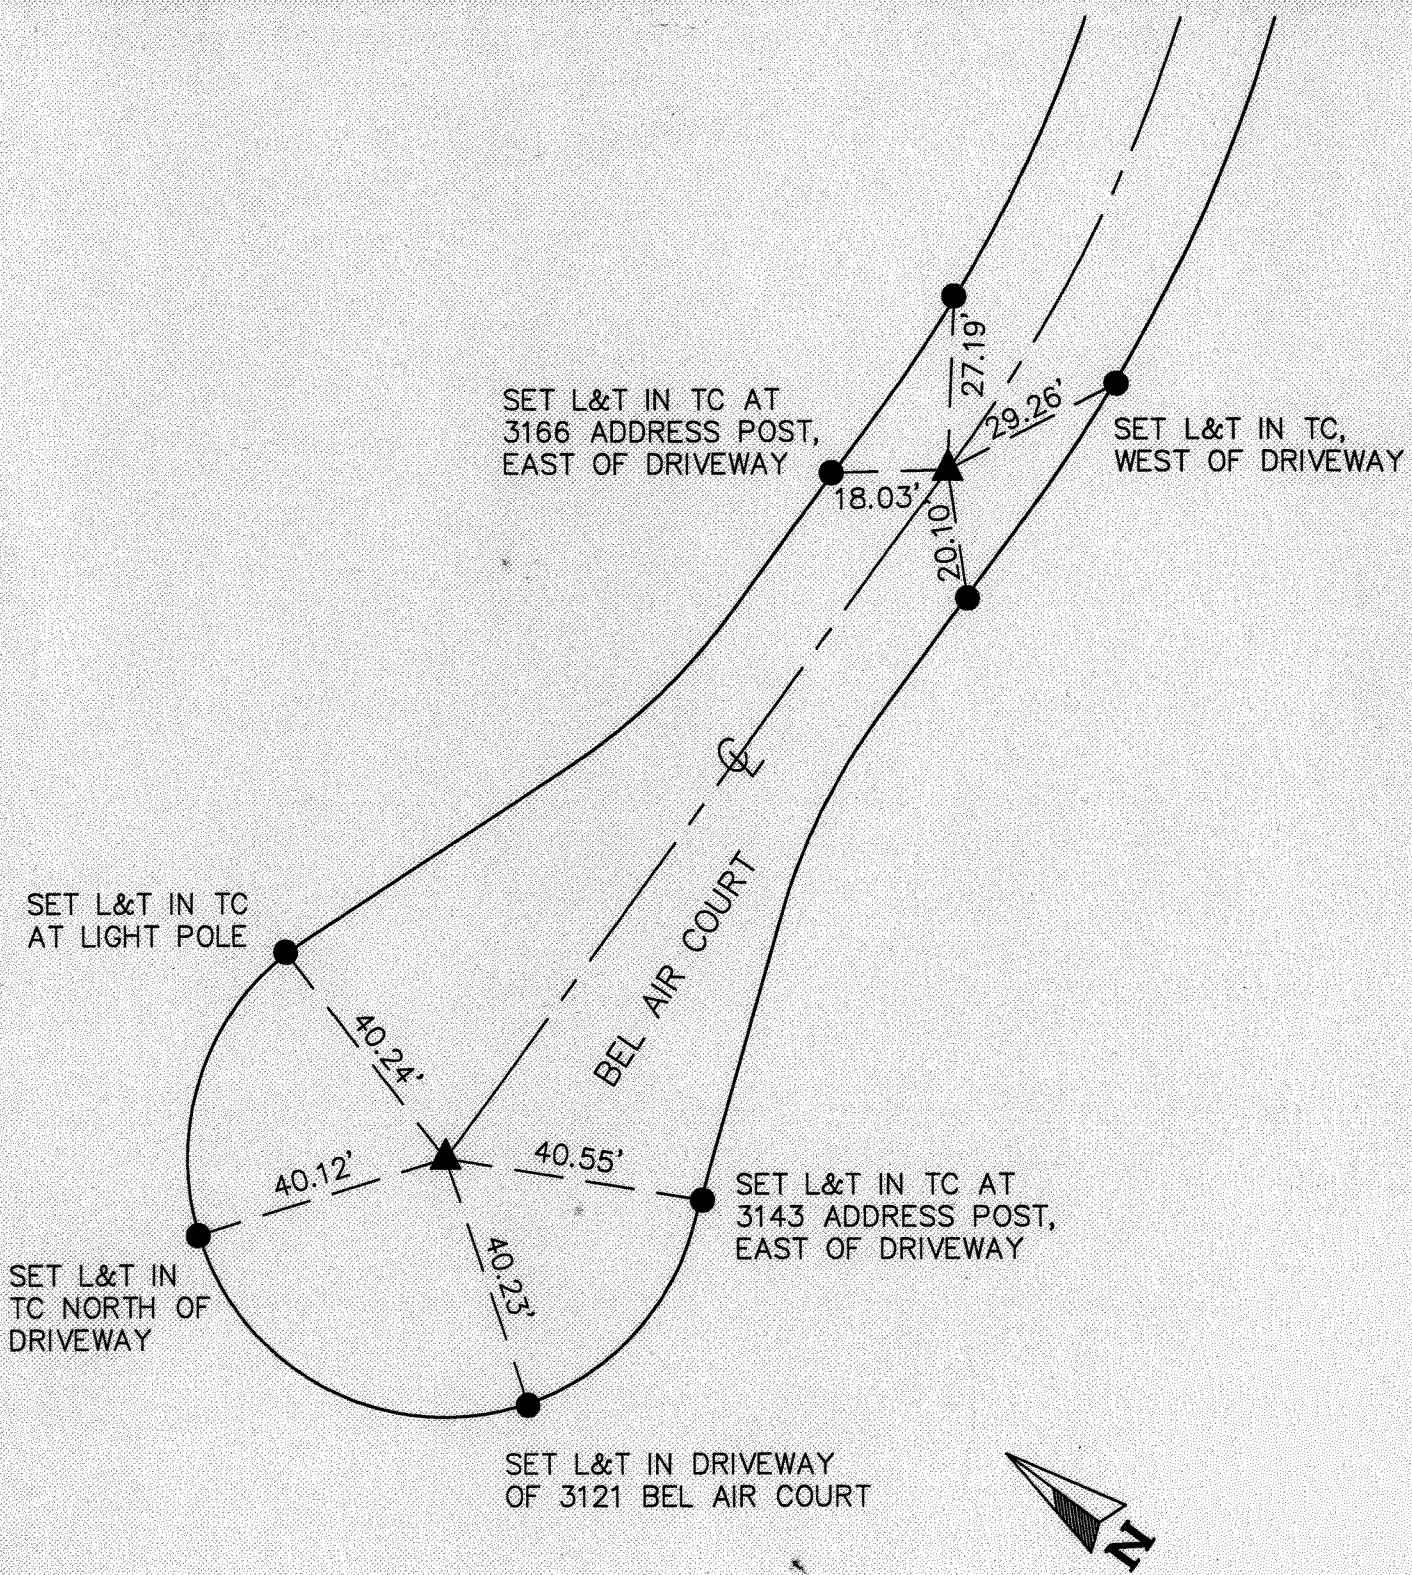 27.19'
SET L&T IN TC AT
3166 ADDRESS POST,
EAST OF DRIVEWAY
29.26'
SET L&T IN TC,
WEST OF DRIVEWAY
18.03'
20.10'
℄
BEL AIR COURT
SET L&T IN TC
AT LIGHT POLE
40.24'
40.12'
40.55'
40.23'
SET L&T IN TC AT
3143 ADDRESS POST,
EAST OF DRIVEWAY
SET L&T IN
TC NORTH OF
DRIVEWAY
SET L&T IN DRIVEWAY
OF 3121 BEL AIR COURT
N